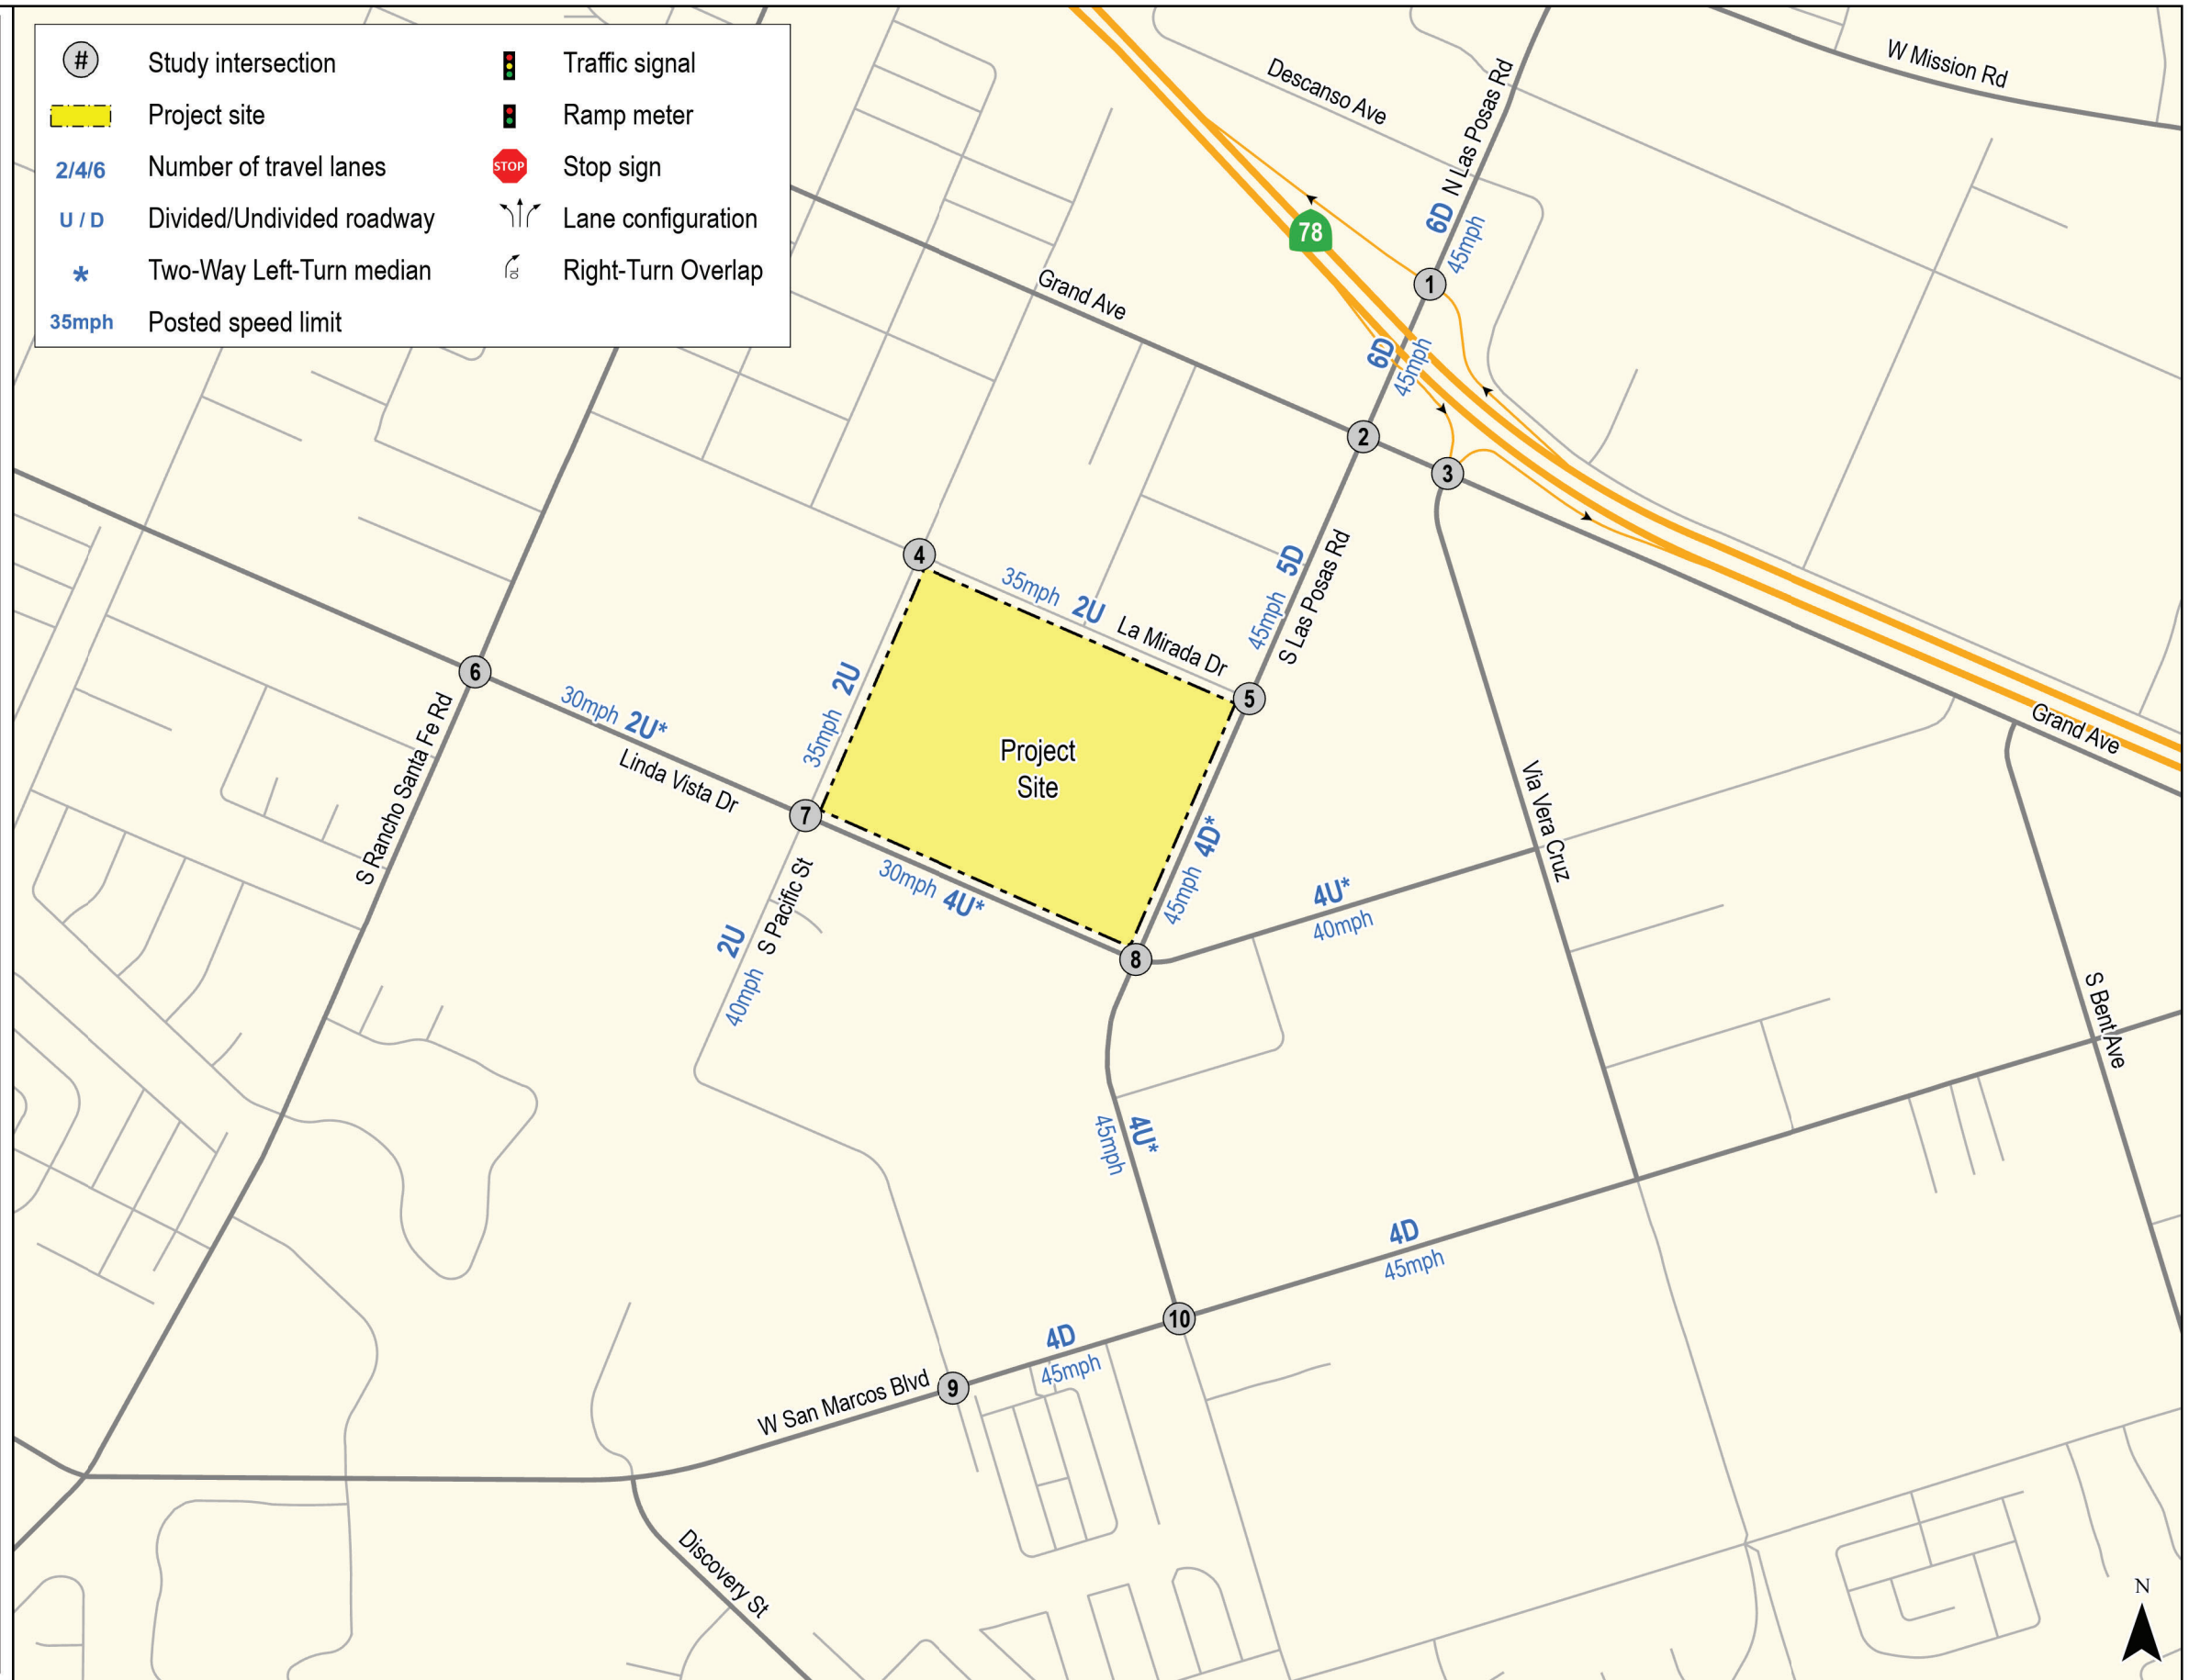 #
Study intersection
Project site
2/4/6
Number of travel lanes
U / D
Divided/Undivided roadway
*
Two-Way Left-Turn median
35mph
Posted speed limit
Traffic signal
Ramp meter
STOP
Stop sign
Lane configuration
OL
Right-Turn Overlap
W Mission Rd
Descanso Ave
N Las Posas Rd
6D
45mph
78
1
Grand Ave
6D
45mph
2
3
4
35mph
2U
La Mirada Dr
5D
45mph
S Las Posas Rd
5
6
30mph
2U*
Linda Vista Dr
2U
35mph
Project
Site
S Rancho Santa Fe Rd
7
Grand Ave
Via Vera Cruz
4D*
45mph
30mph
4U*
S Pacific St
2U
40mph
8
4U*
40mph
S Bent Ave
4U*
45mph
4D
45mph
10
4D
45mph
9
W San Marcos Blvd
Discovery St
N